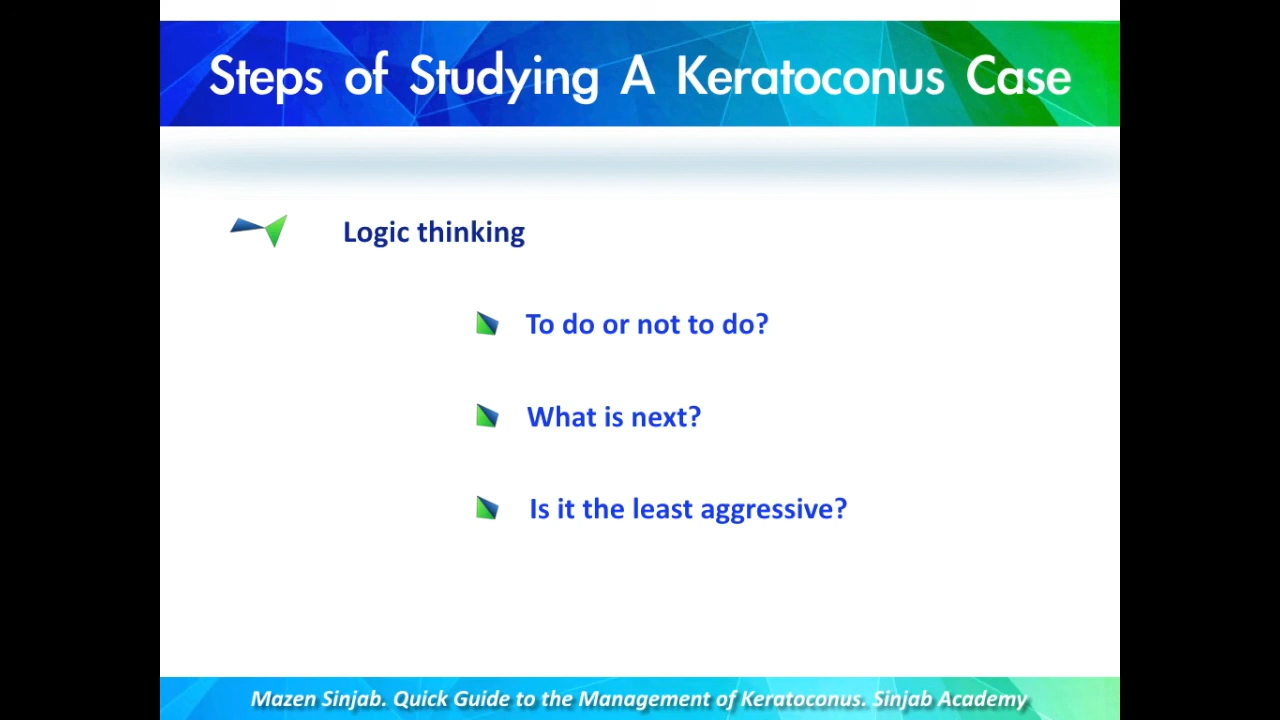 Steps of Studying A Keratoconus Case
Logic thinking
To do or not to do?
What is next?
Is it the least aggressive?
Mazen Sinjab. Quick Guide to the Management of Keratoconus. Sinjab Academy